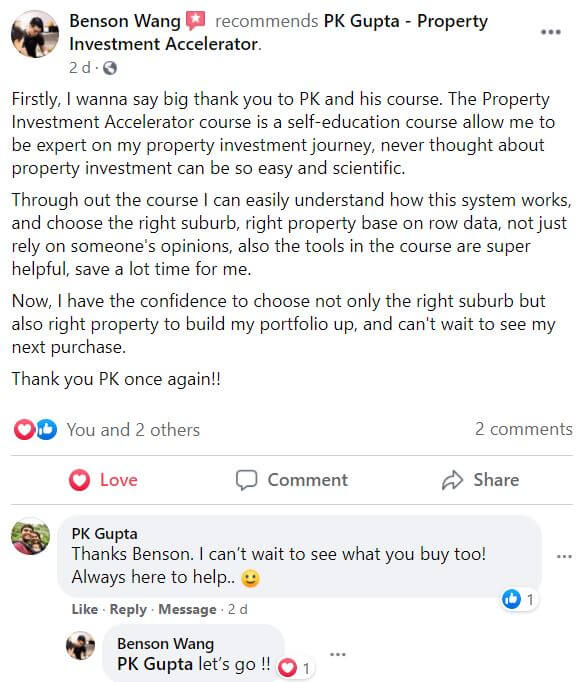 Benson Wang recommends PK Gupta - Property
Investment Accelerator.
2 d ·
Firstly, I wanna say big thank you to PK and his course. The Property
Investment Accelerator course is a self-education course allow me to
be expert on my property investment journey, never thought about
property investment can be so easy and scientific.
Through out the course I can easily understand how this system works,
and choose the right suburb, right property base on row data, not just
rely on someone's opinions, also the tools in the course are super
helpful, save a lot time for me.
Now, I have the confidence to choose not only the right suburb but
also right property to build my portfolio up, and can't wait to see my
next purchase.
Thank you PK once again!!
You and 2 others 2 comments
Love Comment Share
PK Gupta
Thanks Benson. I can't wait to see what you buy too!
Always here to help..
1
Like · Reply · Message · 2 d
Benson Wang
PK Gupta let's go !!
1